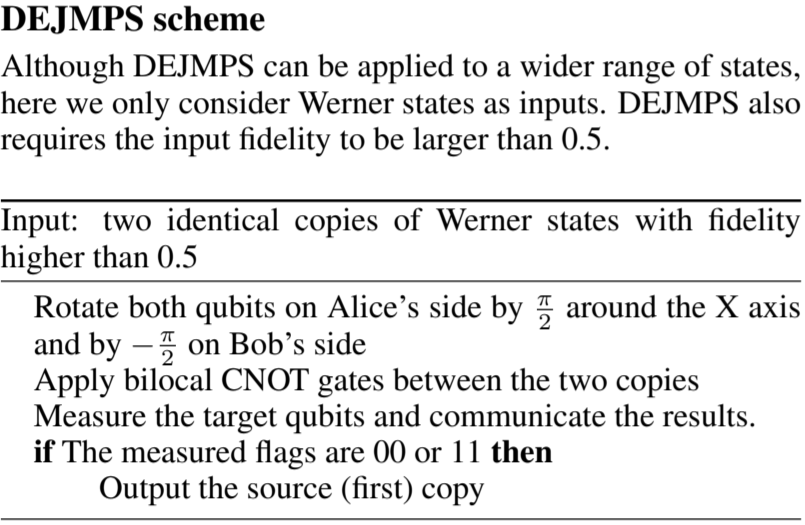 DEJMPS scheme
Although DEJMPS can be applied to a wider range of states,
here we only consider Werner states as inputs. DEJMPS also
requires the input fidelity to be larger than 0.5.
Input: two identical copies of Werner states with fidelity
higher than 0.5
Rotate both qubits on Alice's side by π/2 around the X axis
and by −π/2 on Bob's side
Apply bilocal CNOT gates between the two copies
Measure the target qubits and communicate the results.
if The measured flags are 00 or 11 then
Output the source (first) copy